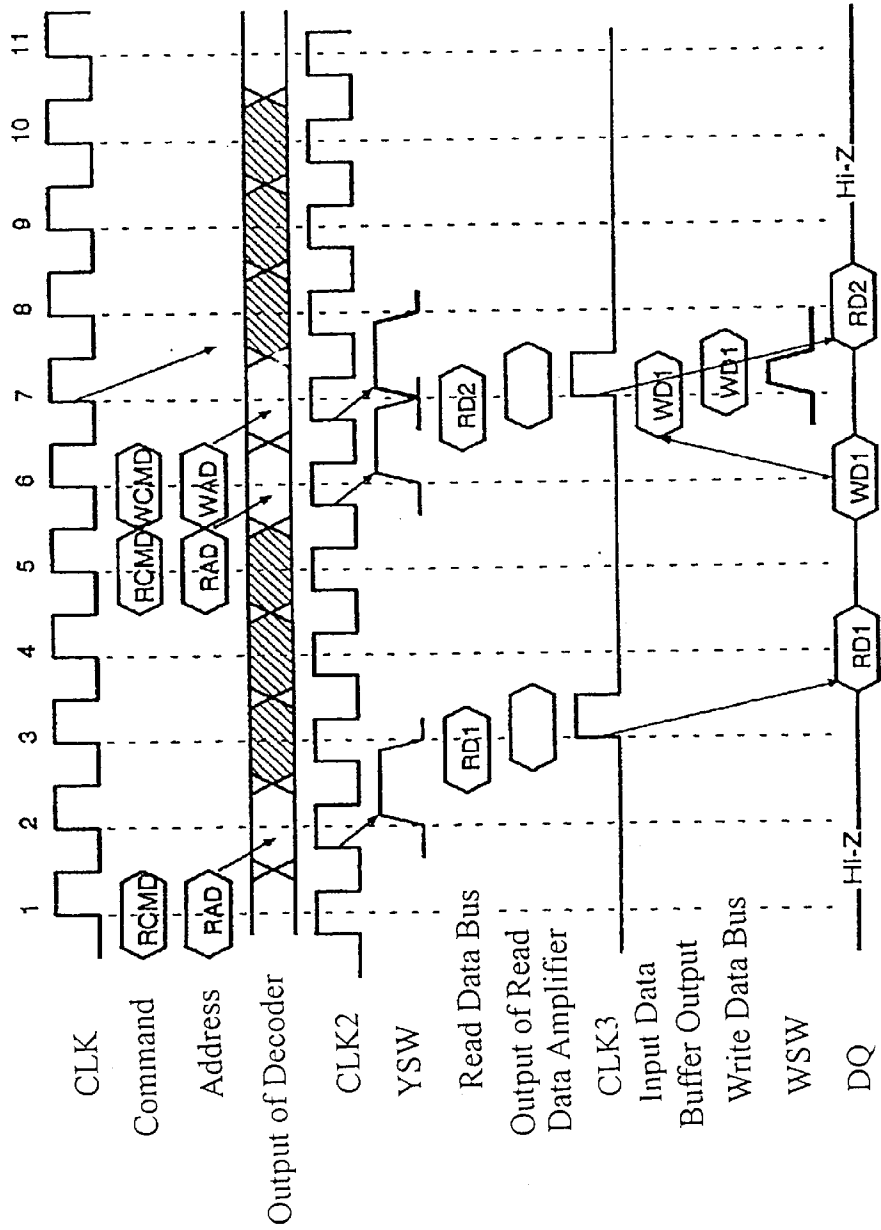 1 2 3 4 5 6 7 8 9 10 11
CLK
Command RCMD RCMD WCMD
Address RAD RAD WAD
Output of Decoder
CLK2
YSW
Read Data Bus RD1 RD2
Output of Read
Data Amplifier
CLK3
Input Data
Buffer Output WD1
Write Data Bus WD1
WSW
DQ Hi-Z RD1 WD1 RD2 Hi-Z